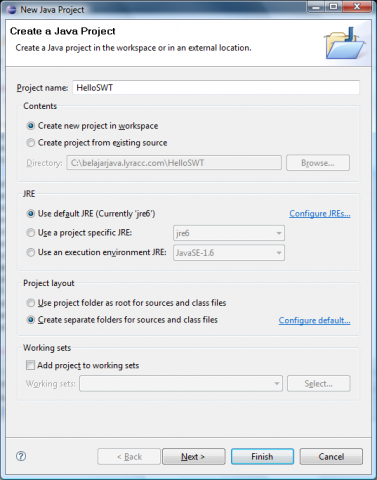 New Java Project
Create a Java Project
Create a Java project in the workspace or in an external location.
Project name: HelloSWT
Contents
Create new project in workspace
Create project from existing source
Directory: C:\belajarjava.lyracc.com\HelloSWT Browse...
JRE
Use default JRE (Currently 'jre6') Configure JREs...
Use a project specific JRE: jre6
Use an execution environment JRE: JavaSE-1.6
Project layout
Use project folder as root for sources and class files
Create separate folders for sources and class files Configure default...
Working sets
Add project to working sets
Working sets: Select...
? < Back Next > Finish Cancel